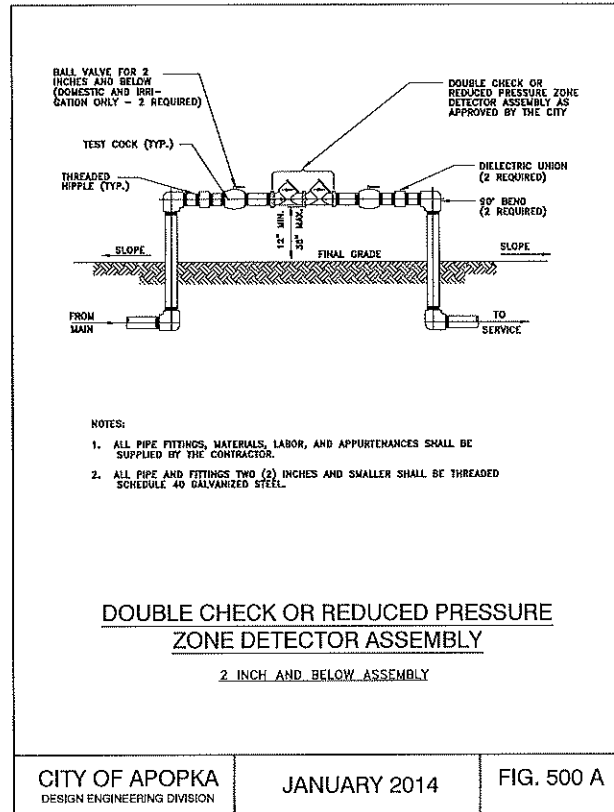 BALL VALVE FOR 2
INCHES AND BELOW
(DOMESTIC AND IRRI-
GATION ONLY - 2 REQUIRED)
DOUBLE CHECK OR
REDUCED PRESSURE ZONE
DETECTOR ASSEMBLY AS
APPROVED BY THE CITY
TEST COCK (TYP.)
THREADED
NIPPLE (TYP.)
DIELECTRIC UNION
(2 REQUIRED)
90° BEND
(2 REQUIRED)
12" MIN.
36" MAX.
SLOPE
FINAL GRADE
SLOPE
FROM
MAIN
TO
SERVICE
NOTES:
1. ALL PIPE FITTINGS, MATERIALS, LABOR, AND APPURTENANCES SHALL BE
SUPPLIED BY THE CONTRACTOR.
2. ALL PIPE AND FITTINGS TWO (2) INCHES AND SMALLER SHALL BE THREADED
SCHEDULE 40 GALVANIZED STEEL.
DOUBLE CHECK OR REDUCED PRESSURE
ZONE DETECTOR ASSEMBLY
2 INCH AND BELOW ASSEMBLY
CITY OF APOPKA
DESIGN ENGINEERING DIVISION
JANUARY 2014
FIG. 500 A